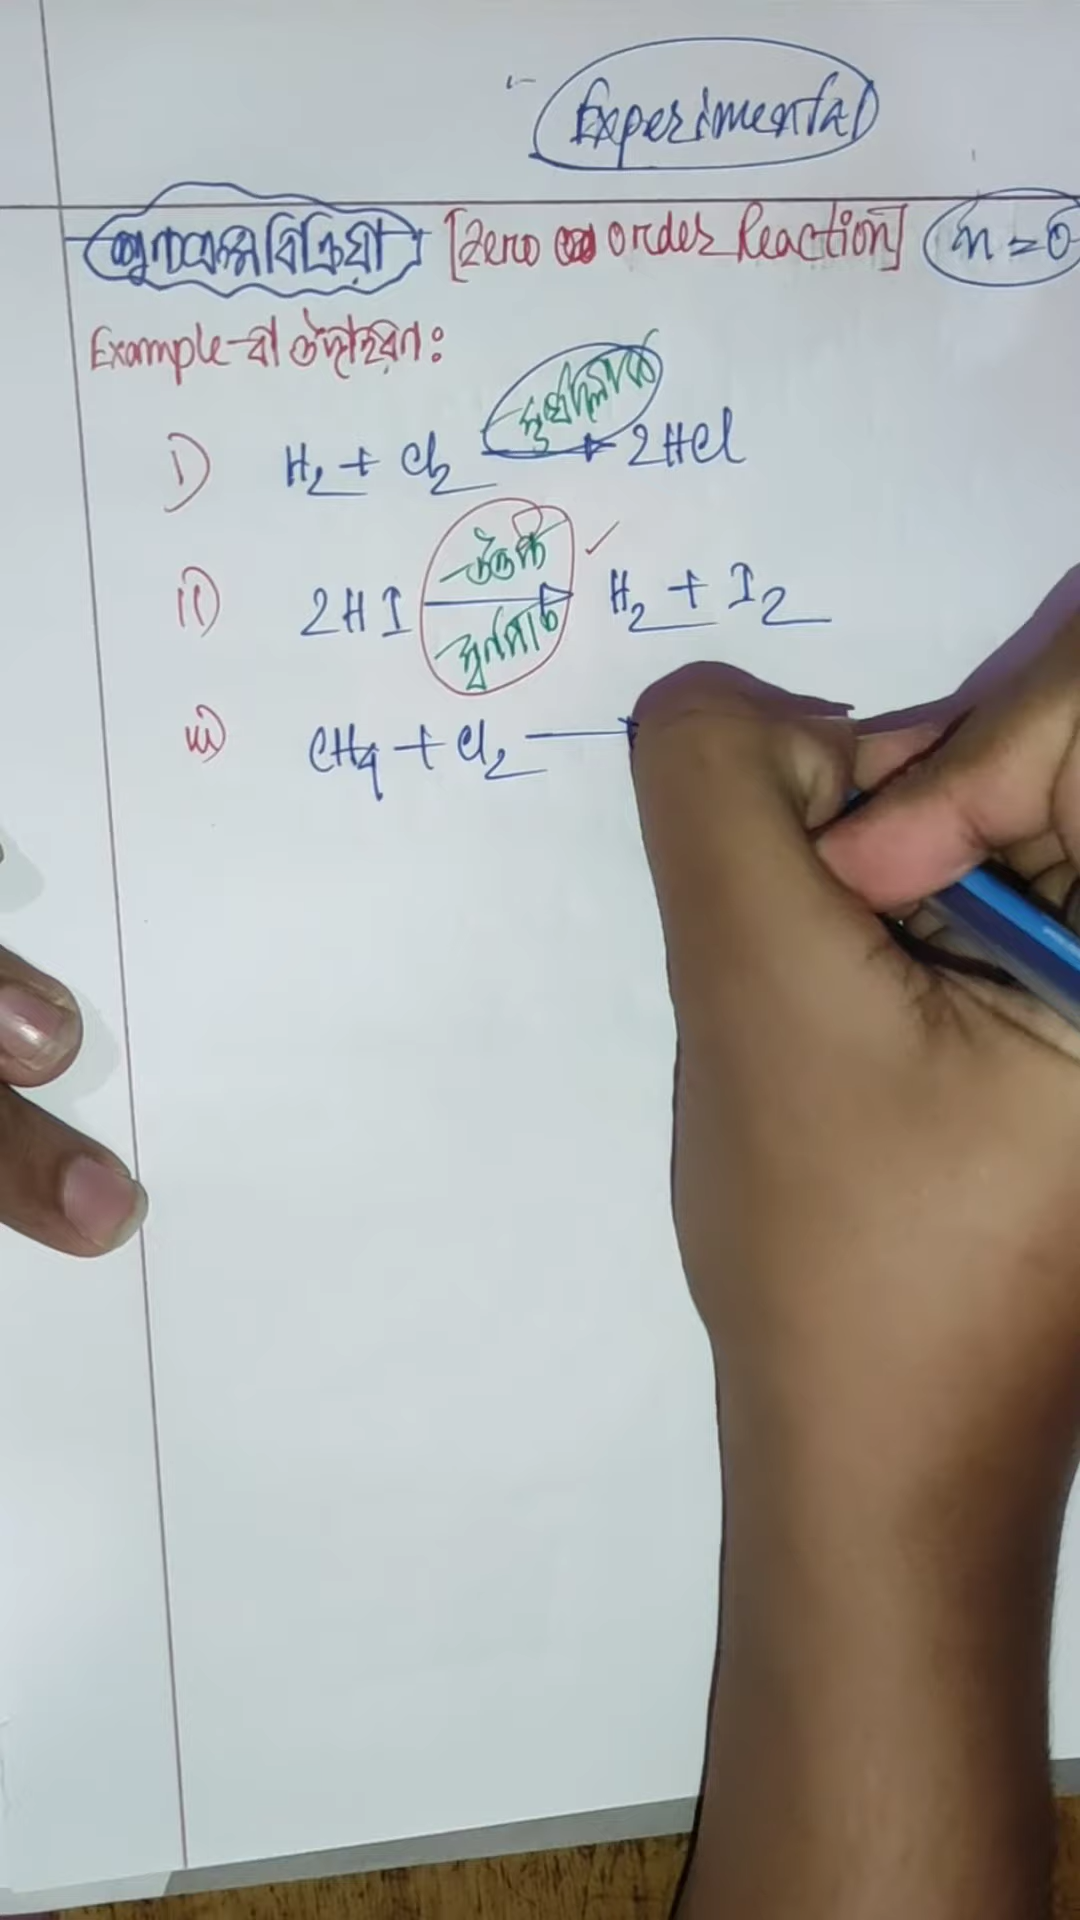 Experimental
শূন্যক্রম বিক্রিয়া [Zero order Reaction] n = 0
Example বা উদাহরণ :
i) H₂ + Cl₂ সূর্যালোক → 2HCl
ii) 2HI উত্তপ্ত → স্বর্ণপাত H₂ + I₂
iii) CH₄ + Cl₂ →